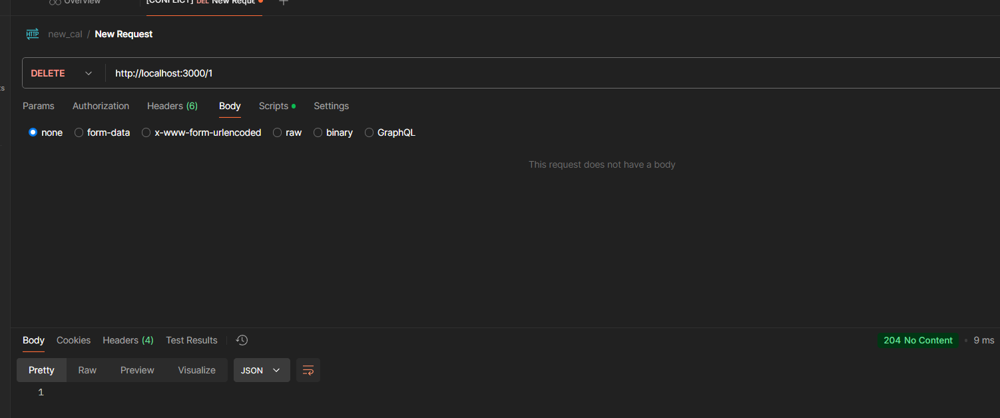 Overview [CONFLICT] DEL New Reque
HTTP new_cal / New Request
DELETE http://localhost:3000/1
ts
Params Authorization Headers (6) Body Scripts Settings
none form-data x-www-form-urlencoded raw binary GraphQL
This request does not have a body
Body Cookies Headers (4) Test Results 204 No Content 9 ms
Pretty Raw Preview Visualize JSON
1